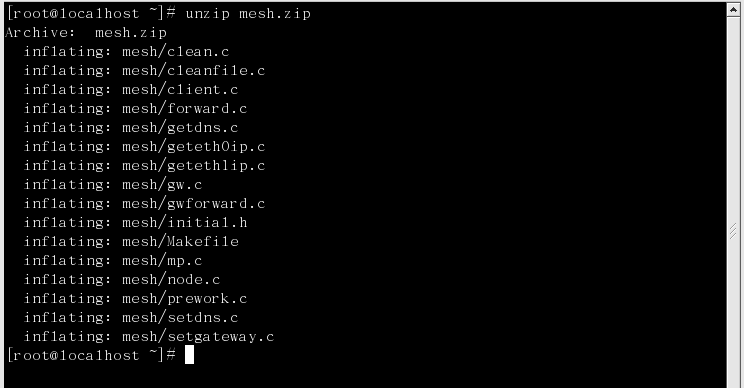 [root@localhost ~]# unzip mesh.zip
Archive:  mesh.zip
  inflating: mesh/clean.c
  inflating: mesh/cleanfile.c
  inflating: mesh/client.c
  inflating: mesh/forward.c
  inflating: mesh/getdns.c
  inflating: mesh/geteth0ip.c
  inflating: mesh/geteth1ip.c
  inflating: mesh/gw.c
  inflating: mesh/gwforward.c
  inflating: mesh/initial.h
  inflating: mesh/Makefile
  inflating: mesh/mp.c
  inflating: mesh/node.c
  inflating: mesh/prework.c
  inflating: mesh/setdns.c
  inflating: mesh/setgateway.c
[root@localhost ~]#